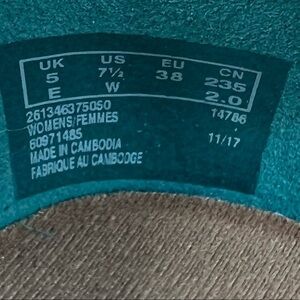 UK US EU CN
5 7½ 38 235
E W 2.0
261346375050 14786
WOMENS/FEMMES
60971485 11/17
MADE IN CAMBODIA
FABRIQUE AU CAMBODGE